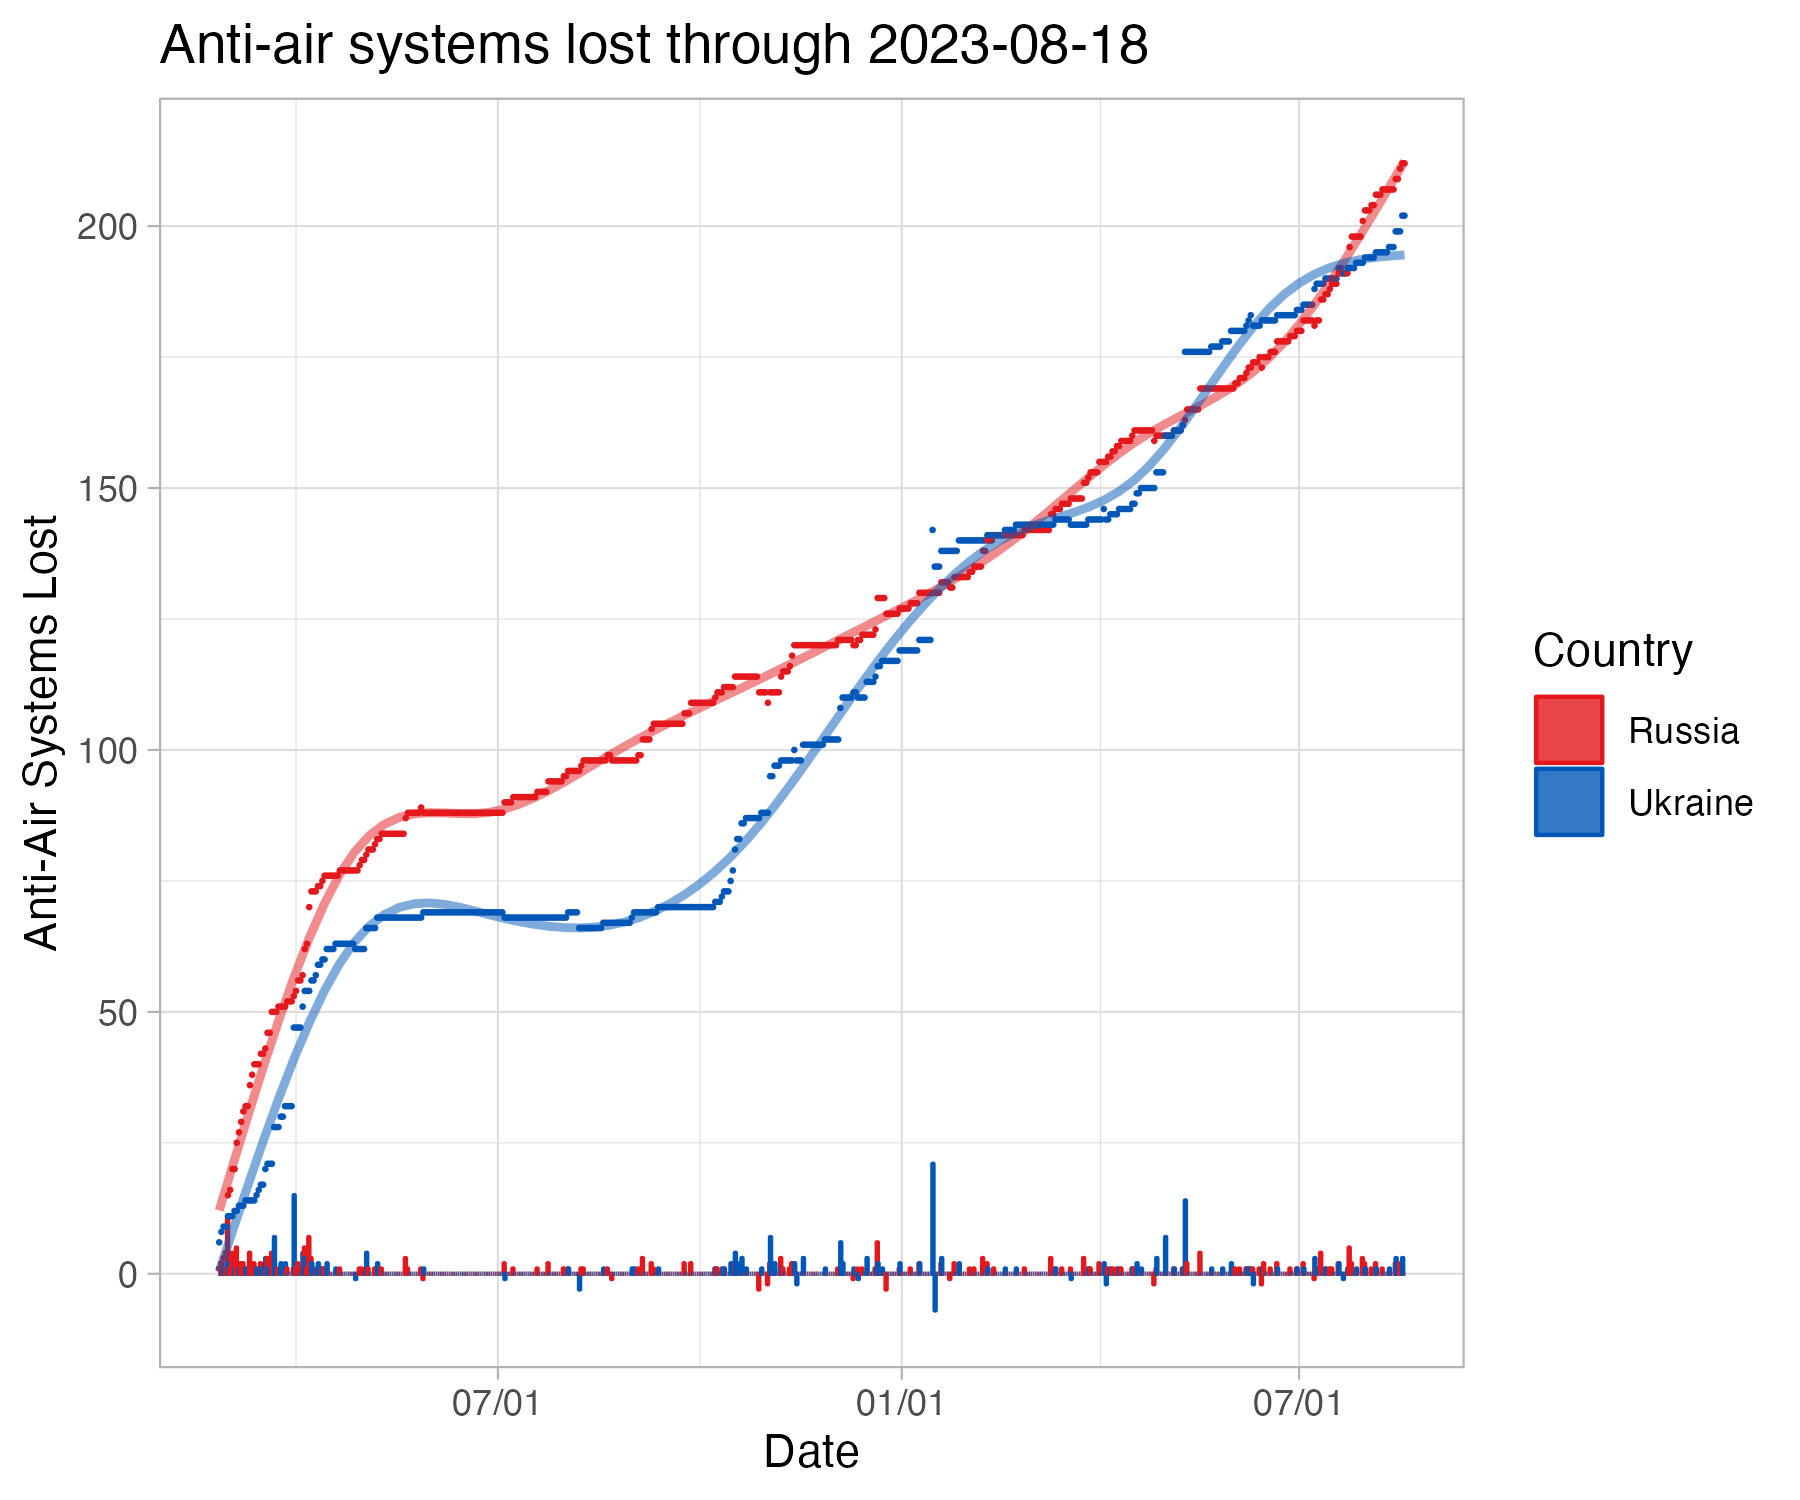 Anti-air systems lost through 2023-08-18
Anti-Air Systems Lost
200
150
100
50
0
07/01
01/01
07/01
Date
Country
Russia
Ukraine